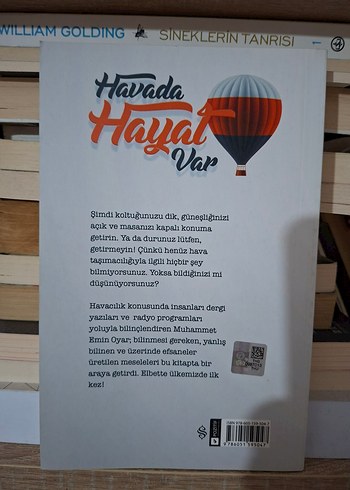 WILLIAM GOLDING
SİNEKLERİN TANRISI
Havada
Hayat
Var
Şimdi koltuğunuzu dik, güneşliğinizi
açık ve masanızı kapalı konuma
getirin. Ya da durunuz lütfen,
getirmeyin! Çünkü henüz hava
taşımacılığıyla ilgili hiçbir şey
bilmiyorsunuz. Yoksa bildiğinizi mi
düşünüyorsunuz?
Havacılık konusunda insanları dergi
yazıları ve radyo programları
yoluyla bilinçlendiren Muhammet
Emin Oyar; bilinmesi gereken, yanlış
bilinen ve üzerinde efsaneler
üretilen meseleleri bu kitapta bir
araya getirdi. Elbette ülkemizde ilk
kez!